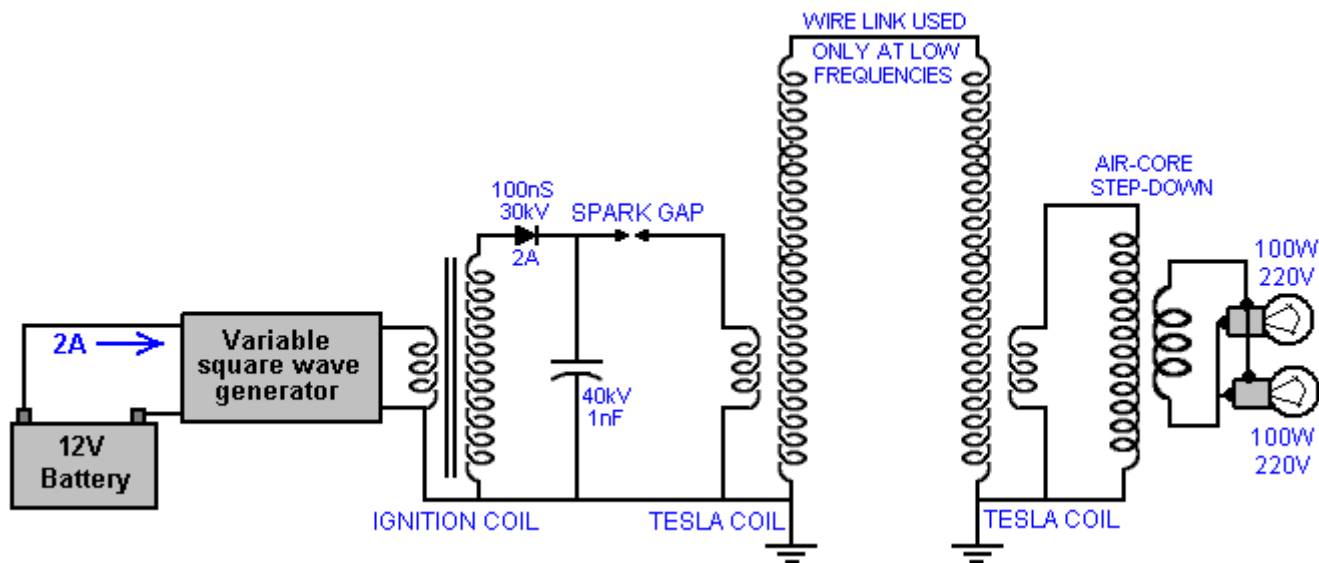 WIRE LINK USED
ONLY AT LOW
FREQUENCIES
AIR-CORE
STEP-DOWN
100nS
30kV
2A
SPARK GAP
100W
220V
2A
Variable
square wave
generator
40kV
1nF
12V
Battery
100W
220V
IGNITION COIL
TESLA COIL
TESLA COIL